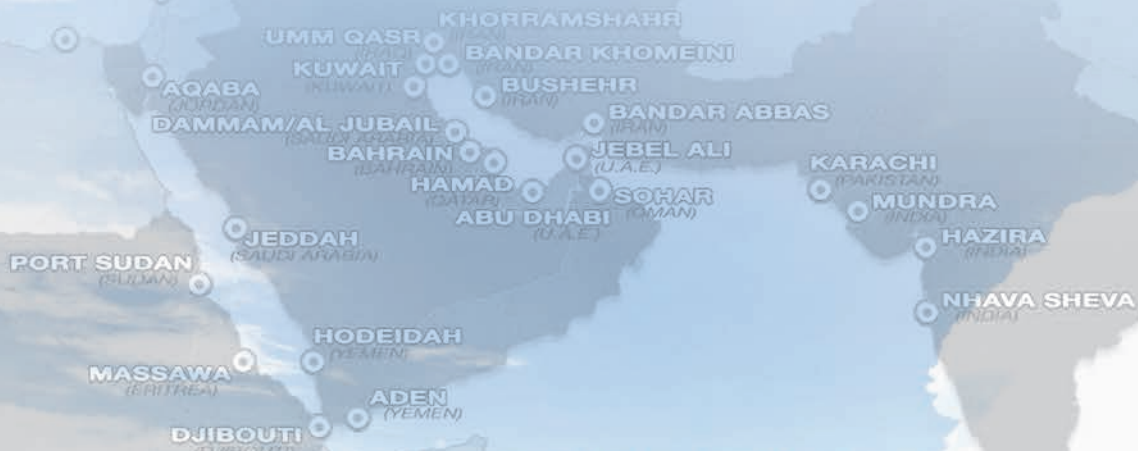 KHORRAMSHAHR
(IRAN)
UMM QASR
(IRAQ)
BANDAR KHOMEINI
(IRAN)
KUWAIT
(KUWAIT)
BUSHEHR
(IRAN)
AQABA
(JORDAN)
BANDAR ABBAS
(IRAN)
DAMMAM/AL JUBAIL
(SAUDI ARABIA)
BAHRAIN
(BAHRAIN)
JEBEL ALI
(U.A.E.)
KARACHI
(PAKISTAN)
HAMAD
(QATAR)
SOHAR
(OMAN)
MUNDRA
(INDIA)
ABU DHABI
(U.A.E.)
JEDDAH
(SAUDI ARABIA)
HAZIRA
(INDIA)
PORT SUDAN
(SUDAN)
NHAVA SHEVA
(INDIA)
HODEIDAH
(YEMEN)
MASSAWA
(ERITREA)
ADEN
(YEMEN)
DJIBOUTI